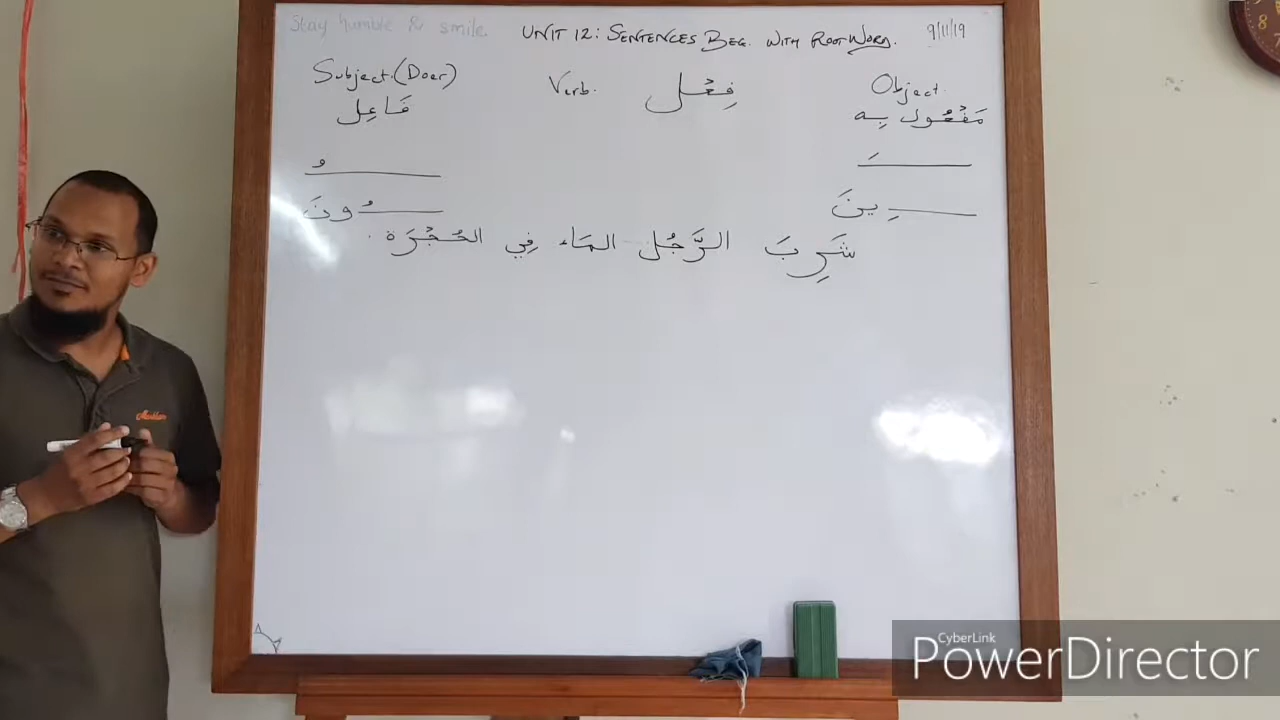 Stay humble & smile.
UNIT 12: SENTENCES BEG. WITH ROOT WORD. 9/11/19
Subject.(Doer) Verb. فِعْل Object.
فَاعِل مَفْعُول بِه
ـُ ـَ
ـُونَ ـِينَ
شَرِبَ الرَّجُل المَاء فِي الحُجْرَة.
Muddan
CyberLink
PowerDirector